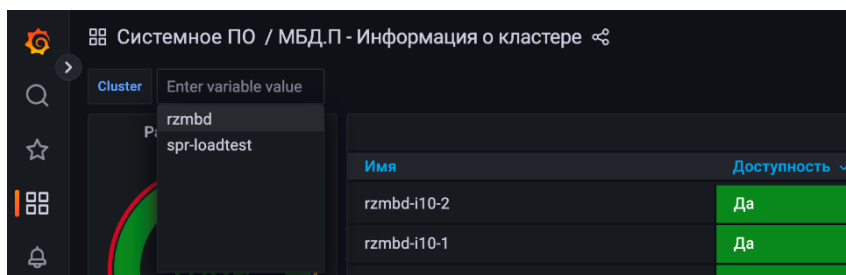 Системное ПО / МБД.П - Информация о кластере
Cluster
Enter variable value
rzmbd
spr-loadtest
Имя
Доступность
rzmbd-i10-2
Да
rzmbd-i10-1
Да